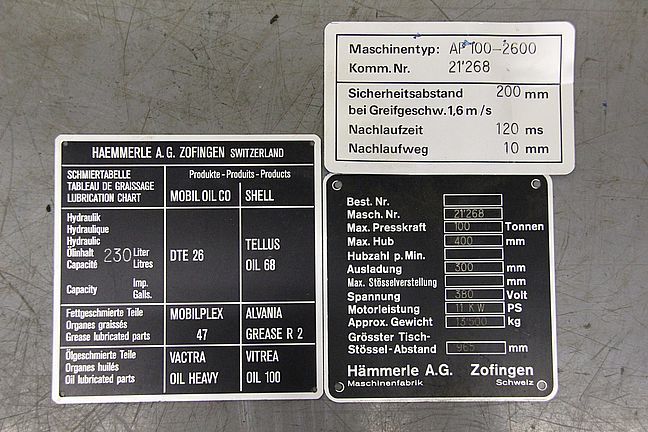 Maschinentyp: AP 100-2600
Komm. Nr. 21'268
Sicherheitsabstand 200 mm
bei Greifgeschw. 1,6 m/s
Nachlaufzeit 120 ms
Nachlaufweg 10 mm
HAEMMERLE A.G. ZOFINGEN SWITZERLAND
SCHMIERTABELLE Produkte - Produits - Products
TABLEAU DE GRAISSAGE
LUBRICATION CHART MOBIL OIL CO SHELL
Hydraulik
Hydraulique
Hydraulic
Ölinhalt 230 Liter
Capacité Litres
DTE 26
TELLUS
OIL 68
Capacity Imp. Galls.
Fettgeschmierte Teile
Organes graissés
Grease lubricated parts
MOBILPLEX
47
ALVANIA
GREASE R 2
Ölgeschmierte Teile
Organes huilés
Oil lubricated parts
VACTRA
OIL HEAVY
VITREA
OIL 100
Best. Nr.
Masch. Nr. 21'268
Max. Presskraft 100 Tonnen
Max. Hub 400 mm
Hubzahl p. Min.
Ausladung 300 mm
Max. Stösselverstellung mm
Spannung 380 Volt
Motorleistung 11 KW PS
Approx. Gewicht 13'500 kg
Grösster Tisch-
Stössel-Abstand 965 mm
Hämmerle A.G. Zofingen
Maschinenfabrik Schweiz